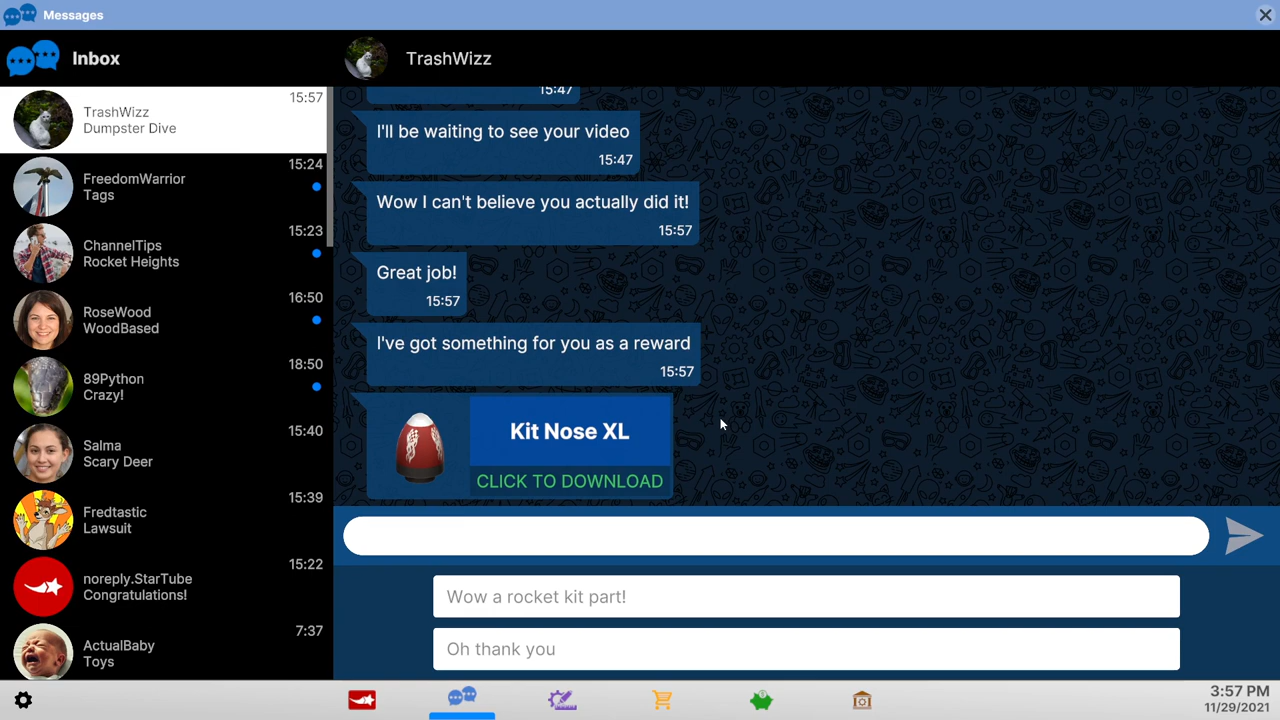 Messages
Inbox
TrashWizz
15:57
TrashWizz
Dumpster Dive
15:24
FreedomWarrior
Tags
15:23
ChannelTips
Rocket Heights
16:50
RoseWood
WoodBased
18:50
89Python
Crazy!
15:40
Salma
Scary Deer
15:39
Fredtastic
Lawsuit
15:22
noreply.StarTube
Congratulations!
7:37
ActualBaby
Toys
15:47
I'll be waiting to see your video
15:47
Wow I can't believe you actually did it!
15:57
Great job!
15:57
I've got something for you as a reward
15:57
Kit Nose XL
CLICK TO DOWNLOAD
Wow a rocket kit part!
Oh thank you
3:57 PM
11/29/2021